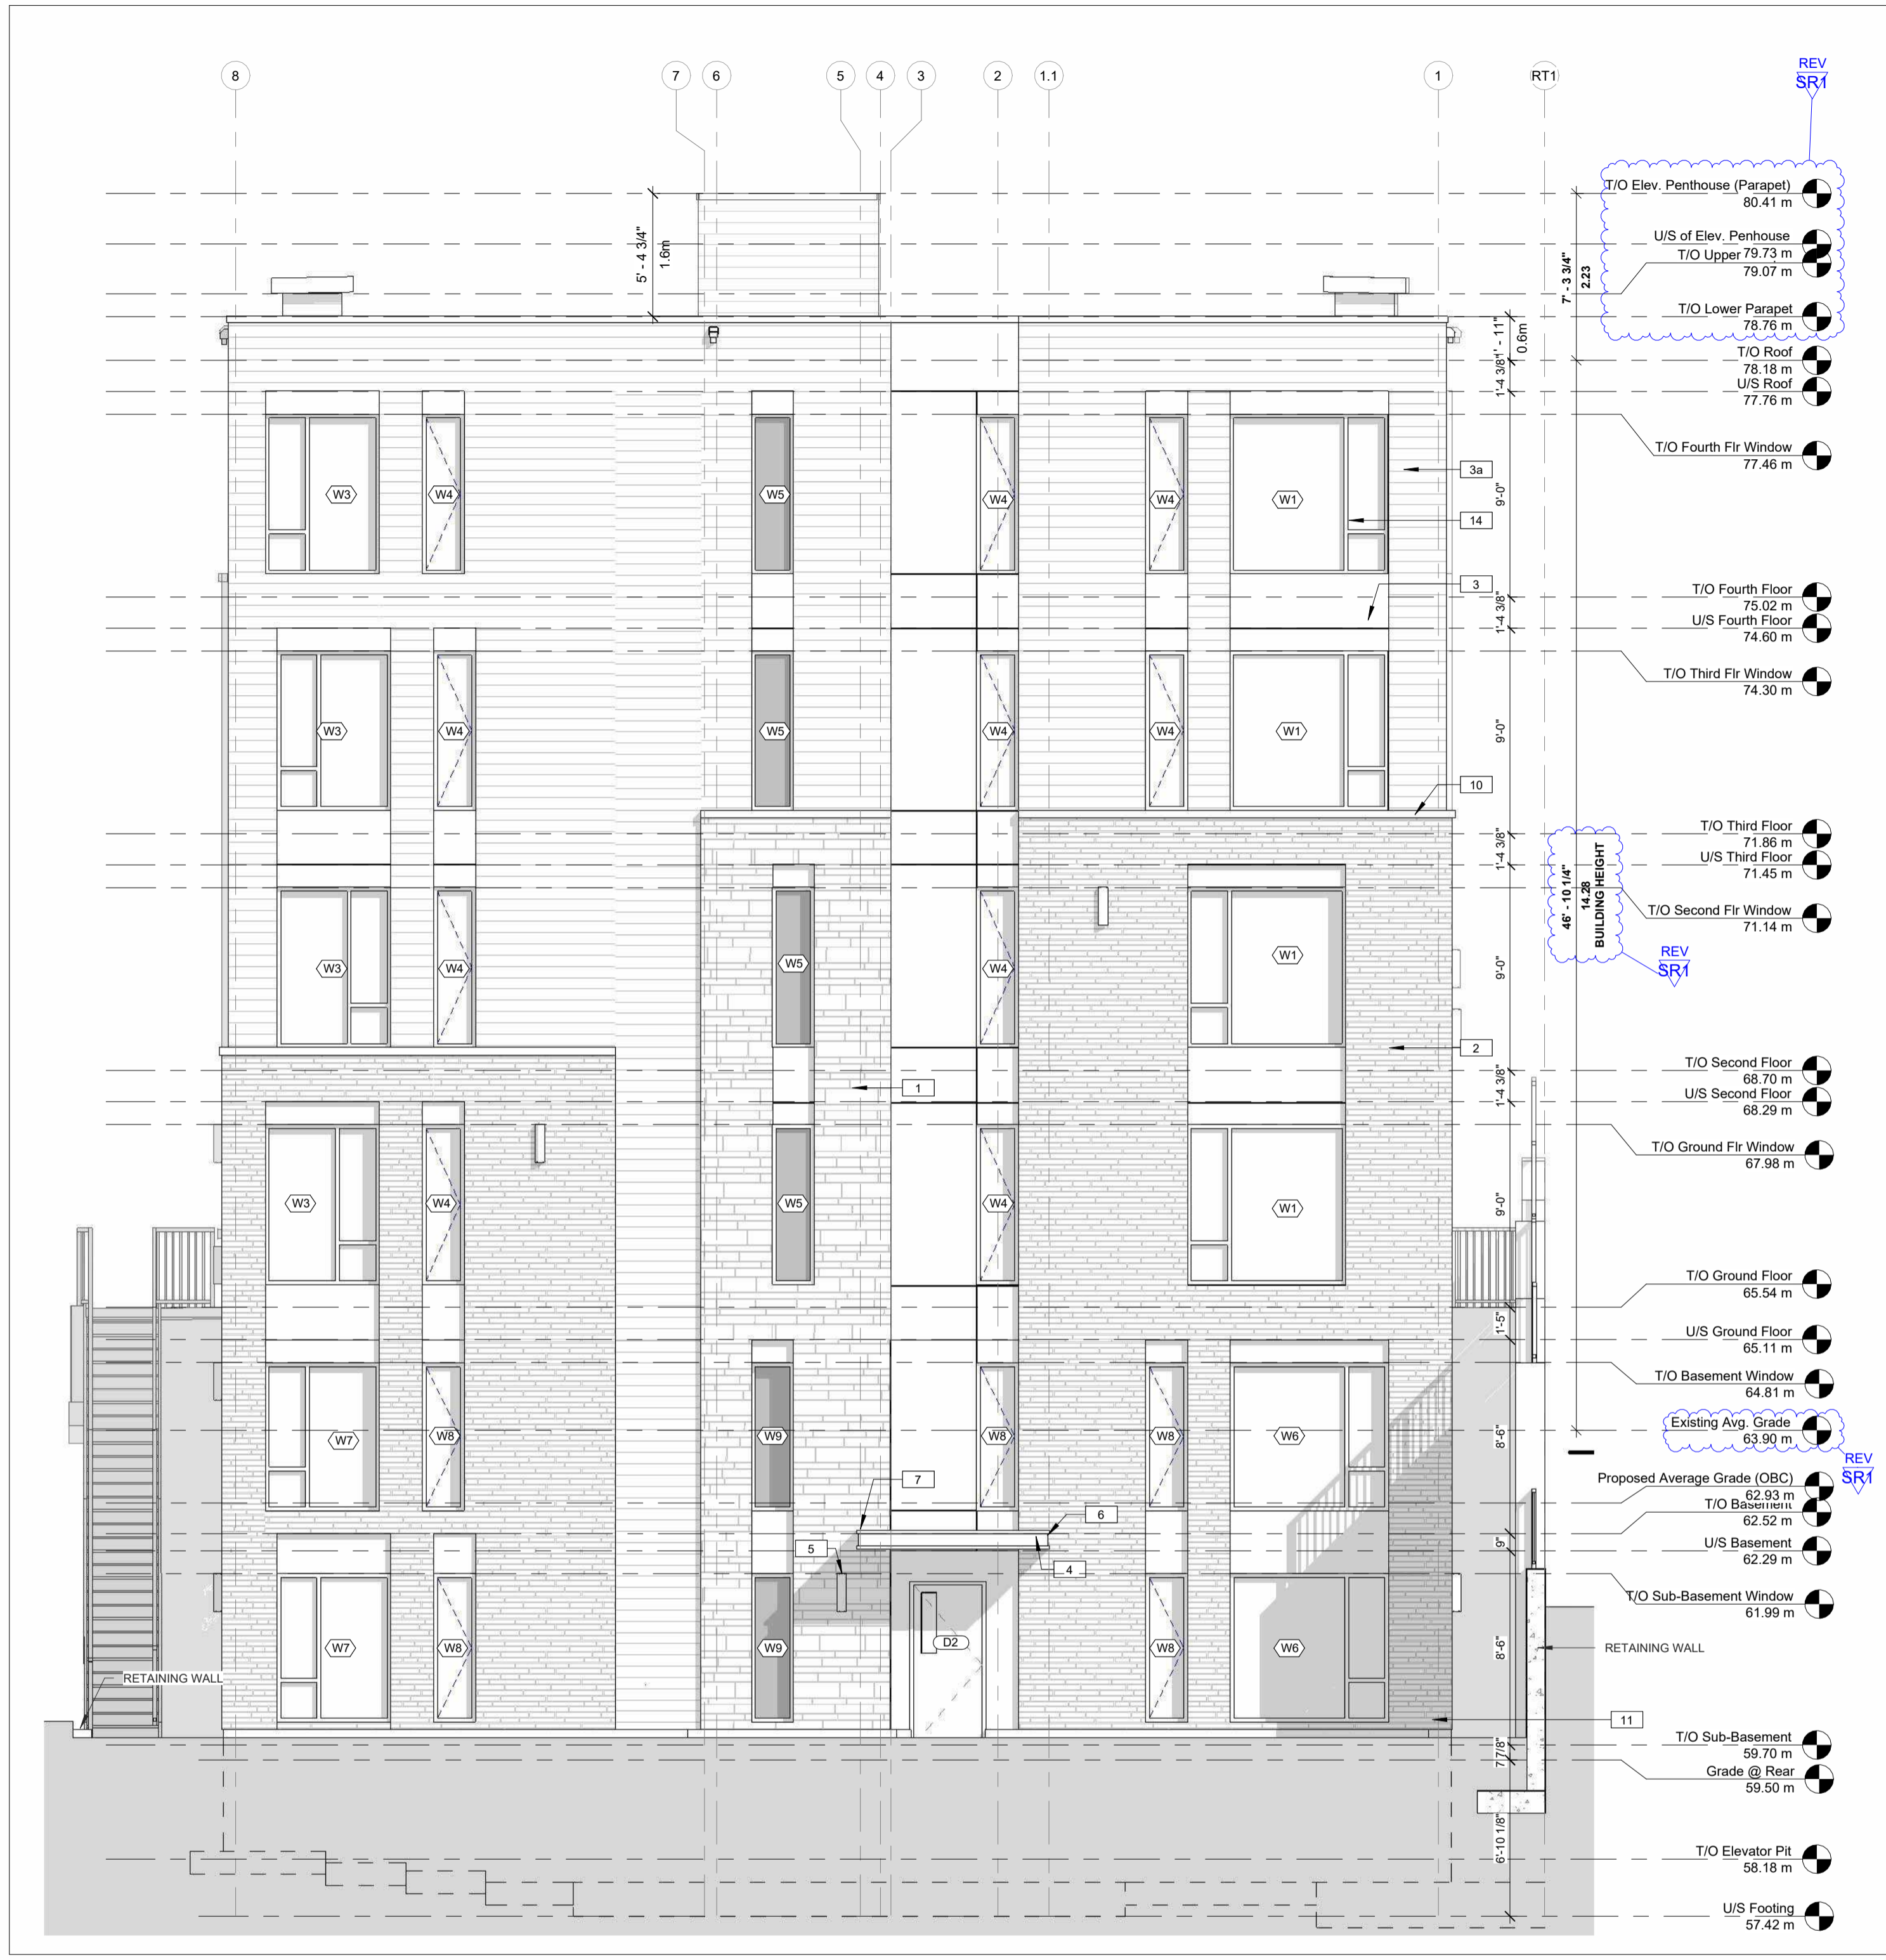 8
7
6
5
4
3
2
1.1
1
RT1
REV
SR1
T/O Elev. Penthouse (Parapet)
80.41 m
U/S of Elev. Penhouse
79.73 m
T/O Upper
79.07 m
T/O Lower Parapet
78.76 m
T/O Roof
78.18 m
U/S Roof
77.76 m
T/O Fourth Flr Window
77.46 m
T/O Fourth Floor
75.02 m
U/S Fourth Floor
74.60 m
T/O Third Flr Window
74.30 m
T/O Third Floor
71.86 m
U/S Third Floor
71.45 m
T/O Second Flr Window
71.14 m
REV
SR1
T/O Second Floor
68.70 m
U/S Second Floor
68.29 m
T/O Ground Flr Window
67.98 m
T/O Ground Floor
65.54 m
U/S Ground Floor
65.11 m
T/O Basement Window
64.81 m
Existing Avg. Grade
63.90 m
REV
SR1
Proposed Average Grade (OBC)
62.93 m
T/O Basement
62.52 m
U/S Basement
62.29 m
T/O Sub-Basement Window
61.99 m
RETAINING WALL
T/O Sub-Basement
59.70 m
Grade @ Rear
59.50 m
T/O Elevator Pit
58.18 m
U/S Footing
57.42 m
5' - 4 3/4"
1.6m
7' - 3 3/4"
2.23
1' - 11"
0.6m
1'-4 3/8"
9'-0"
1'-4 3/8"
9'-0"
1'-4 3/8"
9'-0"
1'-4 3/8"
9'-0"
1'-5"
8'-6"
9"
8'-6"
7 7/8"
6'-10 1/8"
46' - 10 1/4"
14.28
BUILDING HEIGHT
W3
W4
W5
W4
W4
W1
3a
14
3
W3
W4
W5
W4
W4
W1
10
W3
W4
W5
W4
W1
2
1
W3
W4
W5
W4
W1
W7
W8
W9
W8
W8
W6
7
6
5
4
W7
W8
W9
D2
W8
W6
11
RETAINING WALL